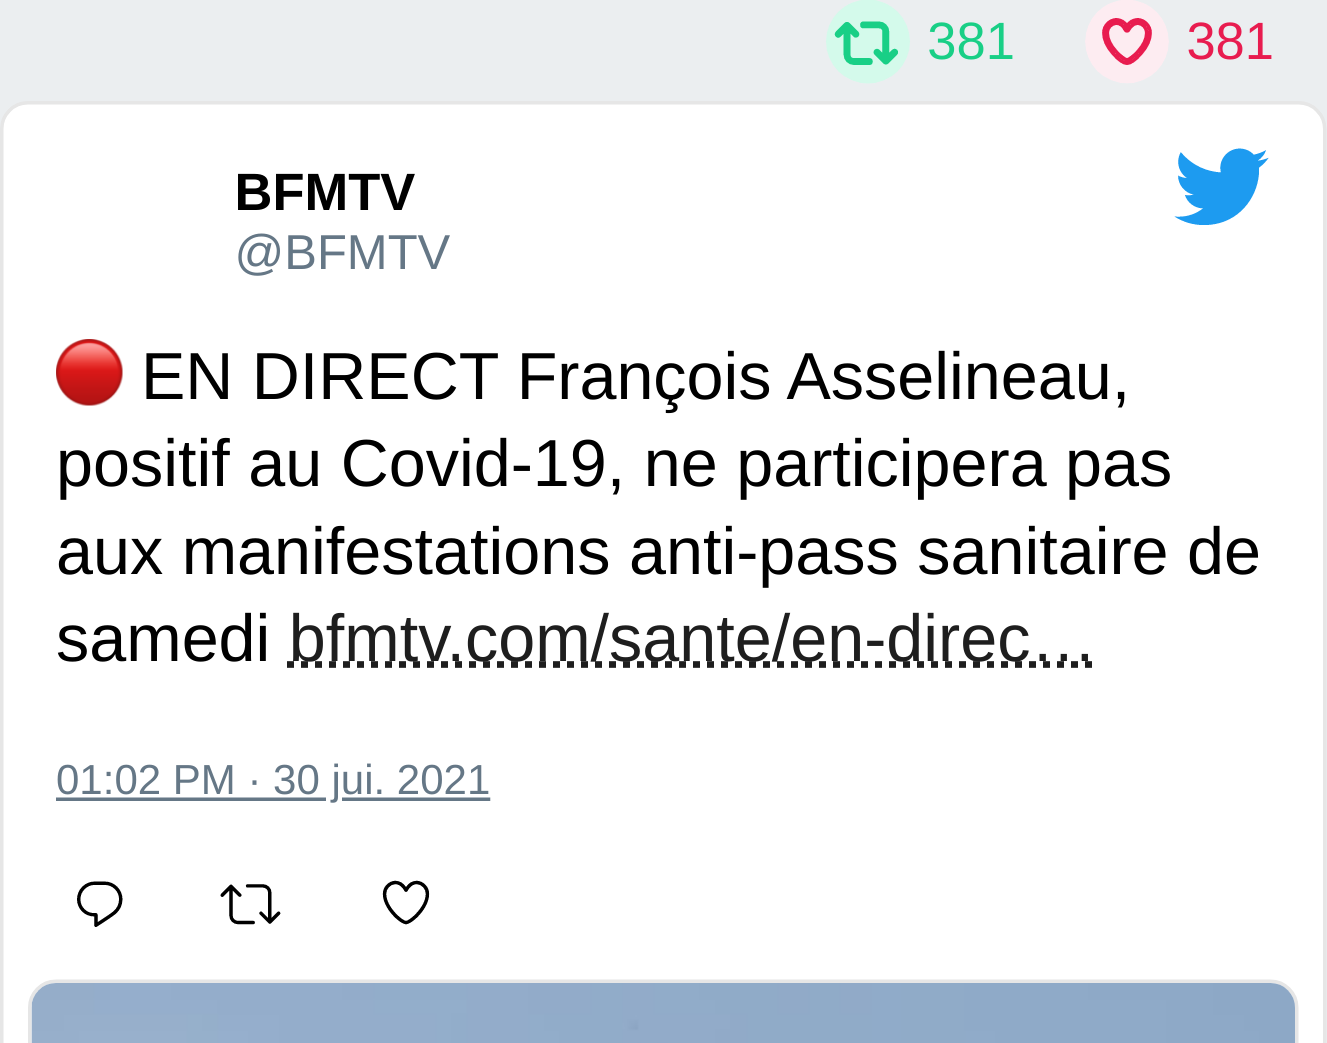 381 381
BFMTV
@BFMTV
🔴 EN DIRECT François Asselineau,
positif au Covid-19, ne participera pas
aux manifestations anti-pass sanitaire de
samedi bfmtv.com/sante/en-direc…
01:02 PM · 30 jui. 2021